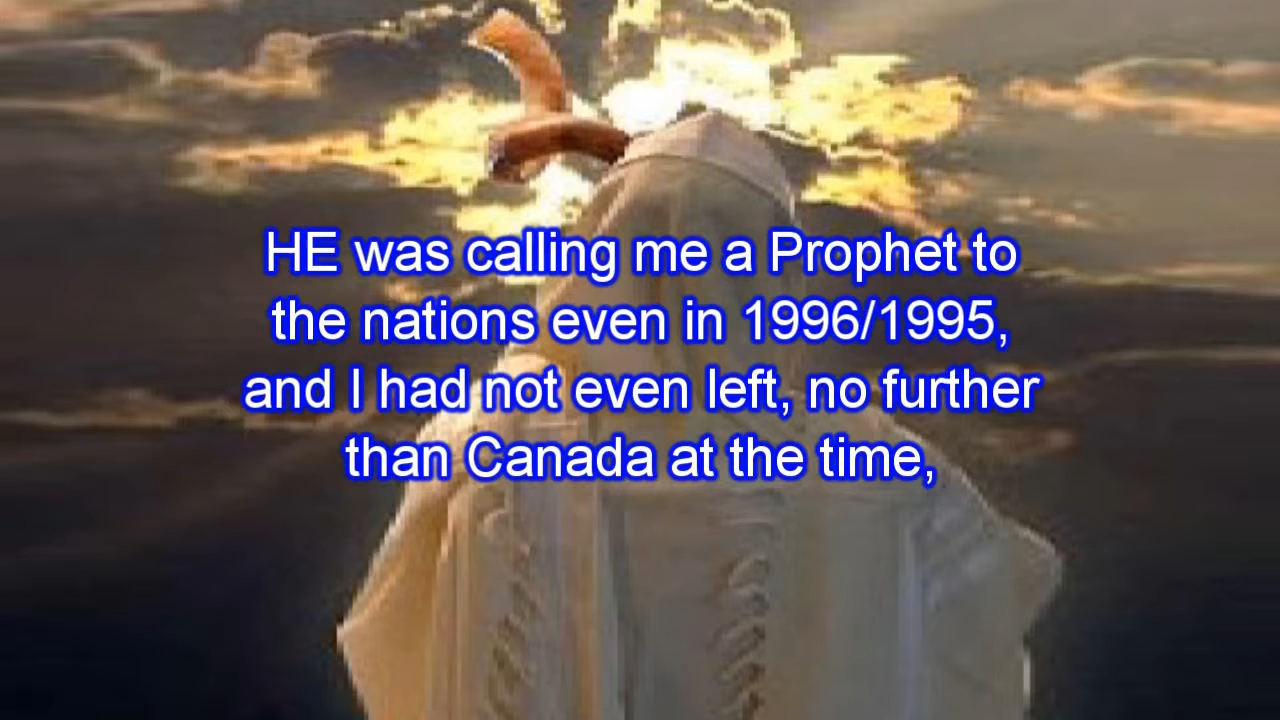 HE was calling me a Prophet to
the nations even in 1996/1995,
and I had not even left, no further
than Canada at the time,